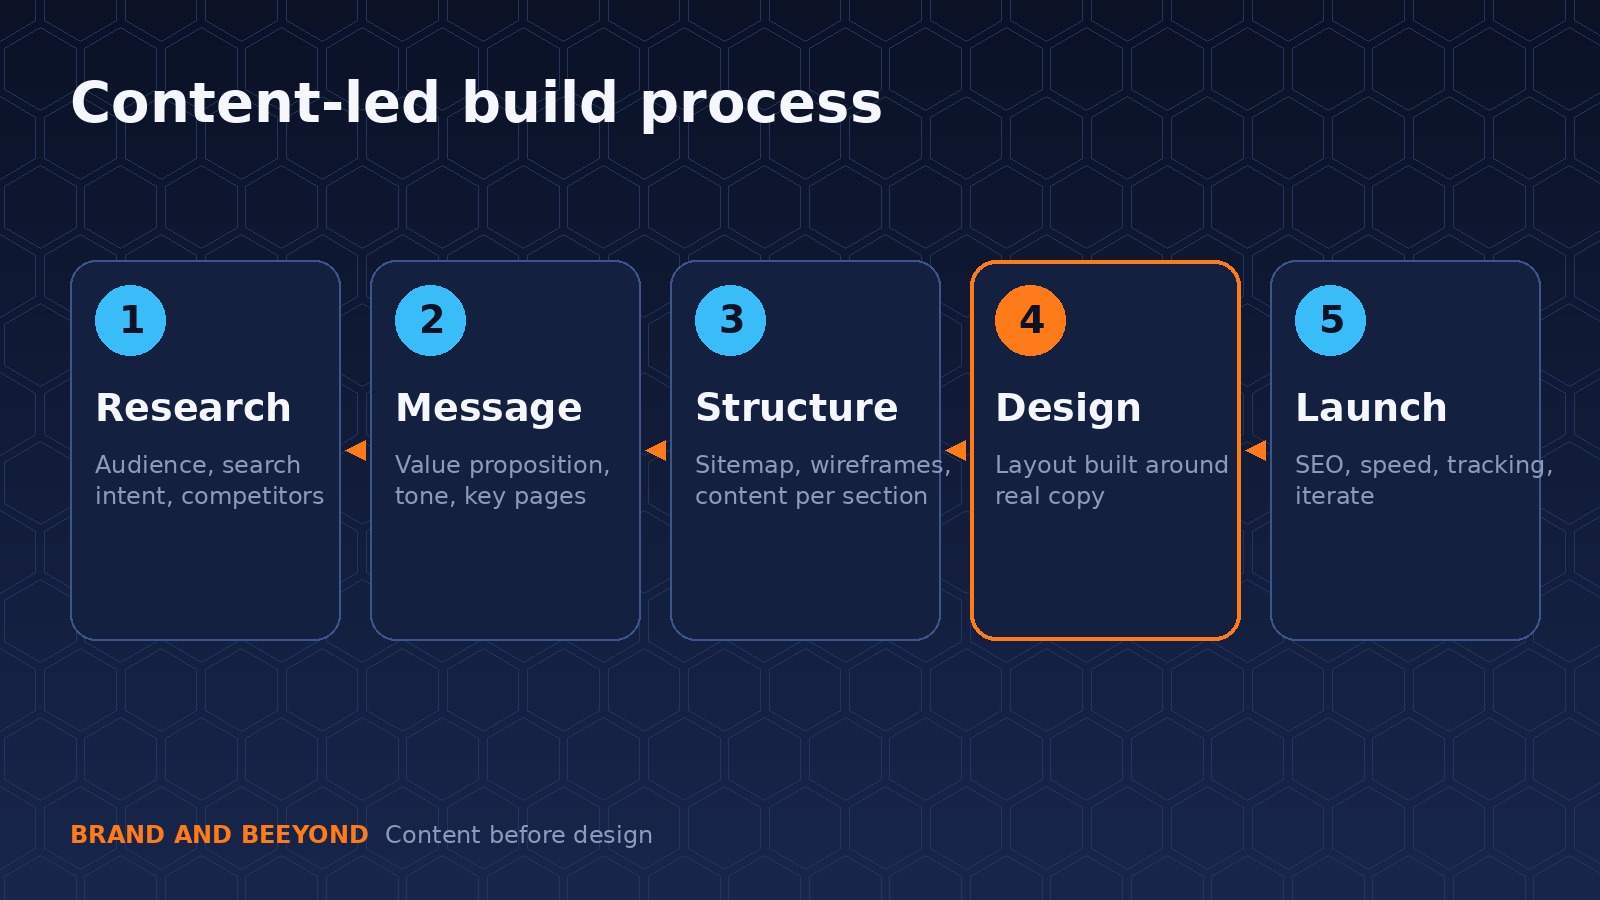 Content-led build process
1
Research
Audience, search
intent, competitors
2
Message
Value proposition,
tone, key pages
3
Structure
Sitemap, wireframes,
content per section
4
Design
Layout built around
real copy
5
Launch
SEO, speed, tracking,
iterate
BRAND AND BEEYOND Content before design